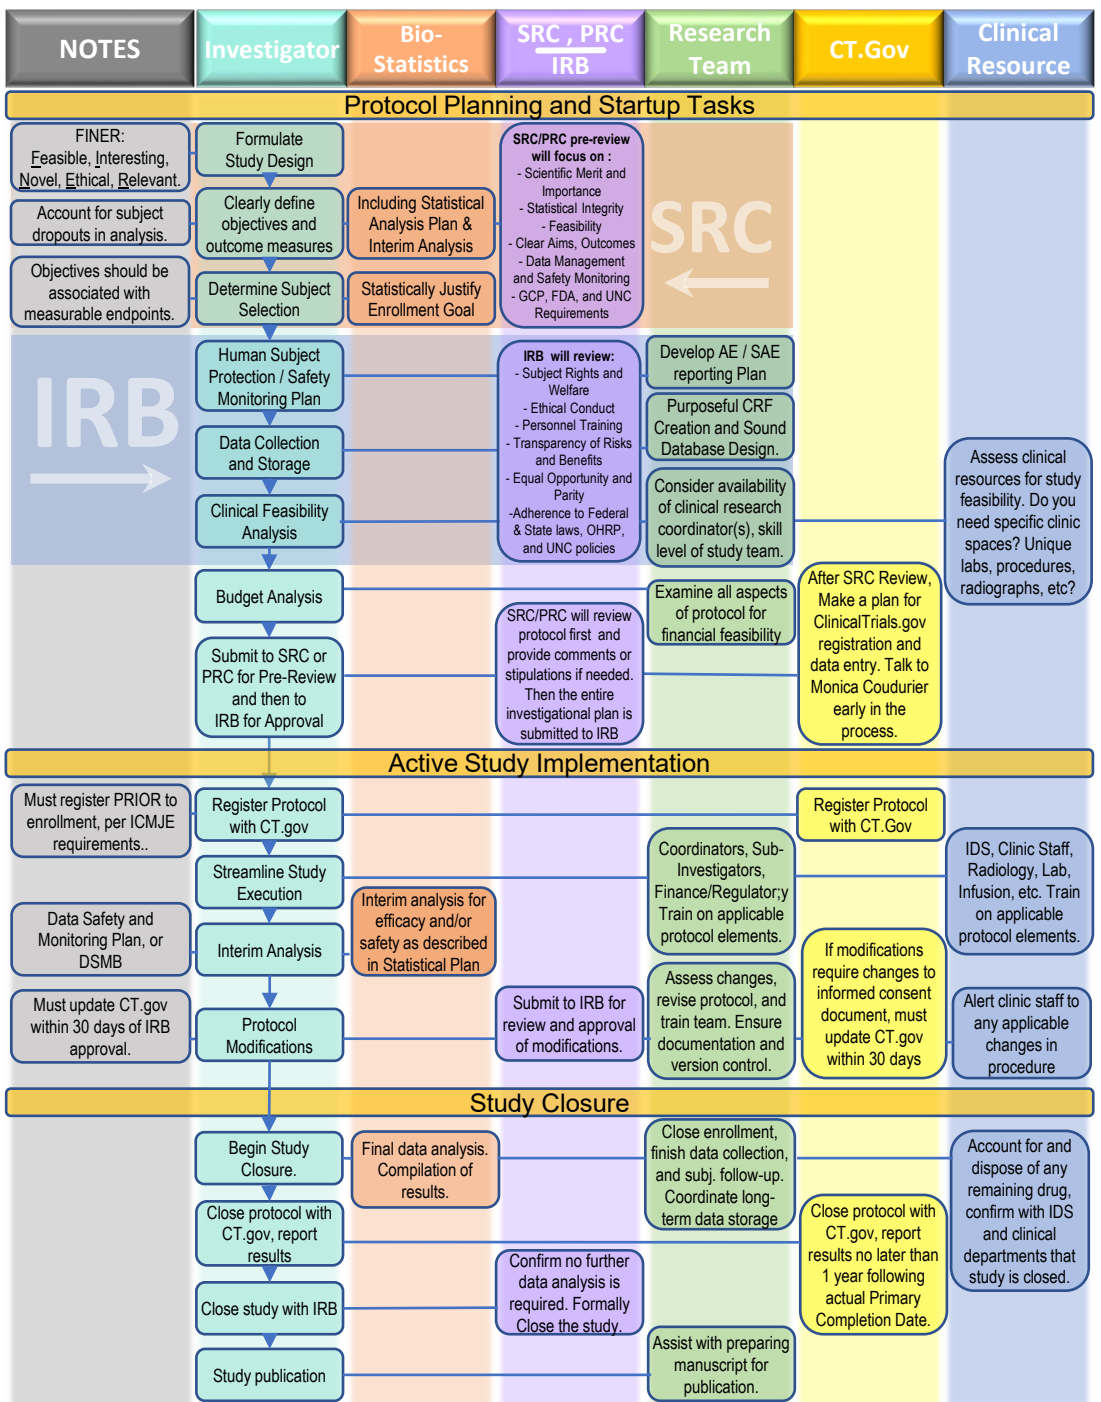 NOTES
Investigator
Bio-
Statistics
SRC , PRC
IRB
Research
Team
CT.Gov
Clinical
Resource
Protocol Planning and Startup Tasks
FINER:
Feasible, Interesting,
Novel, Ethical, Relevant.
Formulate
Study Design
SRC/PRC pre-review
will focus on :
- Scientific Merit and
Importance
- Statistical Integrity
- Feasibility
- Clear Aims, Outcomes
- Data Management
and Safety Monitoring
- GCP, FDA, and UNC
Requirements
SRC
Account for subject
dropouts in analysis.
Clearly define
objectives and
outcome measures
Including Statistical
Analysis Plan &
Interim Analysis
Objectives should be
associated with
measurable endpoints.
Determine Subject
Selection
Statistically Justify
Enrollment Goal
IRB
Human Subject
Protection / Safety
Monitoring Plan
IRB will review:
- Subject Rights and
Welfare
- Ethical Conduct
- Personnel Training
- Transparency of Risks
and Benefits
- Equal Opportunity and
Parity
-Adherence to Federal
& State laws, OHRP,
and UNC policies
Develop AE / SAE
reporting Plan
Data Collection
and Storage
Purposeful CRF
Creation and Sound
Database Design.
Clinical Feasibility
Analysis
Consider availability
of clinical research
coordinator(s), skill
level of study team.
Assess clinical
resources for study
feasibility. Do you
need specific clinic
spaces? Unique
labs, procedures,
radiographs, etc?
Budget Analysis
Examine all aspects
of protocol for
financial feasibility
Submit to SRC or
PRC for Pre-Review
and then to
IRB for Approval
SRC/PRC will review
protocol first and
provide comments or
stipulations if needed.
Then the entire
investigational plan is
submitted to IRB
After SRC Review,
Make a plan for
ClinicalTrials.gov
registration and
data entry. Talk to
Monica Coudurier
early in the
process.
Active Study Implementation
Must register PRIOR to
enrollment, per ICMJE
requirements..
Register Protocol
with CT.gov
Register Protocol
with CT.Gov
Streamline Study
Execution
Coordinators, Sub-
Investigators,
Finance/Regulator;y
Train on applicable
protocol elements.
IDS, Clinic Staff,
Radiology, Lab,
Infusion, etc. Train
on applicable
protocol elements.
Data Safety and
Monitoring Plan, or
DSMB
Interim Analysis
Interim analysis for
efficacy and/or
safety as described
in Statistical Plan
Must update CT.gov
within 30 days of IRB
approval.
Protocol
Modifications
Submit to IRB for
review and approval
of modifications.
Assess changes,
revise protocol, and
train team. Ensure
documentation and
version control.
If modifications
require changes to
informed consent
document, must
update CT.gov
within 30 days
Alert clinic staff to
any applicable
changes in
procedure
Study Closure
Begin Study
Closure.
Final data analysis.
Compilation of
results.
Close enrollment,
finish data collection,
and subj. follow-up.
Coordinate long-
term data storage
Account for and
dispose of any
remaining drug,
confirm with IDS
and clinical
departments that
study is closed.
Close protocol with
CT.gov, report
results
Close protocol with
CT.gov, report
results no later than
1 year following
actual Primary
Completion Date.
Close study with IRB
Confirm no further
data analysis is
required. Formally
Close the study.
Study publication
Assist with preparing
manuscript for
publication.